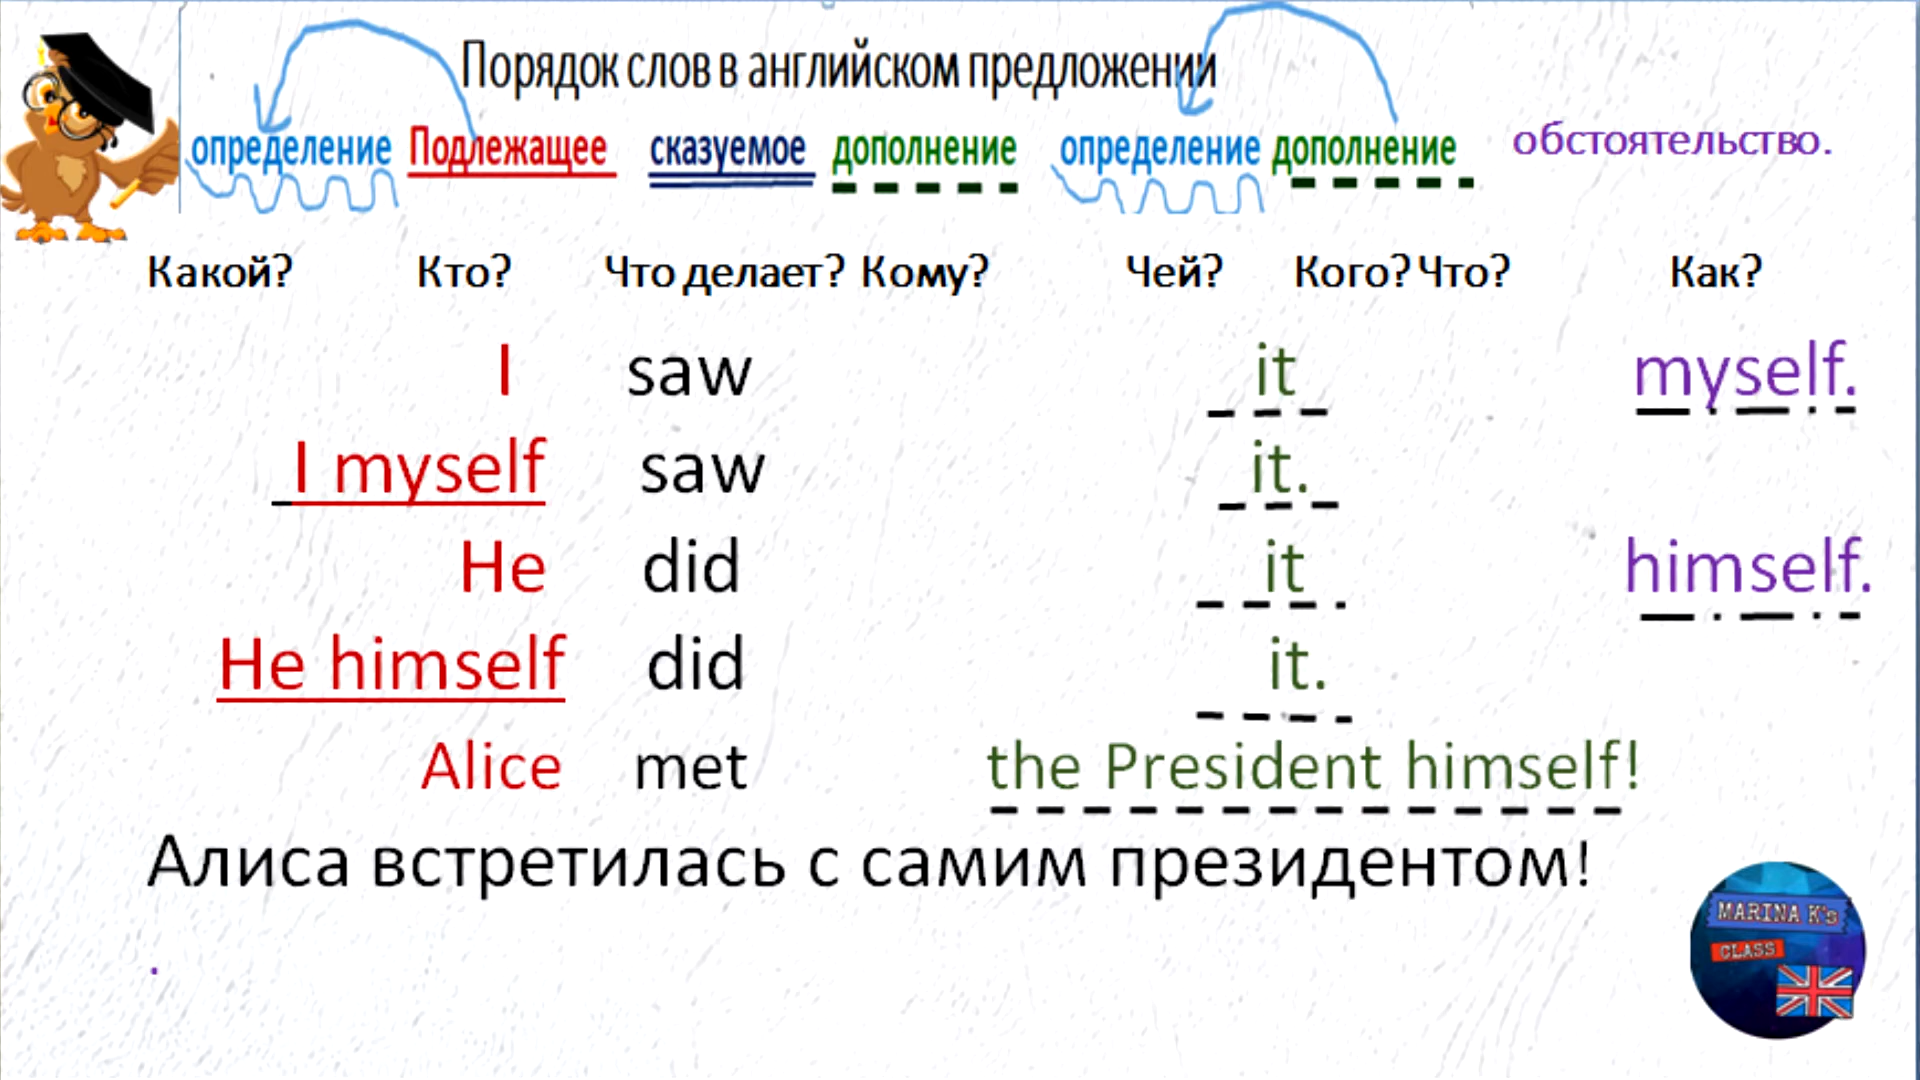 Порядок слов в английском предложении
определение Подлежащее сказуемое дополнение определение дополнение обстоятельство.
Какой? Кто? Что делает? Кому? Чей? Кого? Что? Как?
I saw it myself.
I myself saw it.
He did it himself.
He himself did it.
Alice met the President himself!
Алиса встретилась с самим президентом!
.
MARINA K's
CLASS